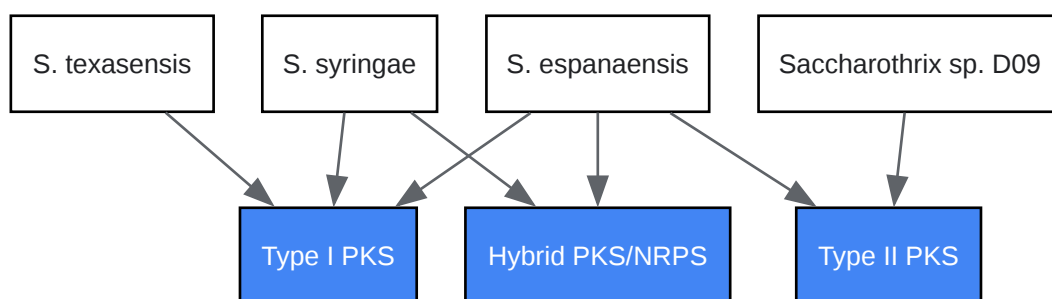 S. texasensis
S. syringae
S. espanaensis
Saccharothrix sp. D09
Type I PKS
Hybrid PKS/NRPS
Type II PKS